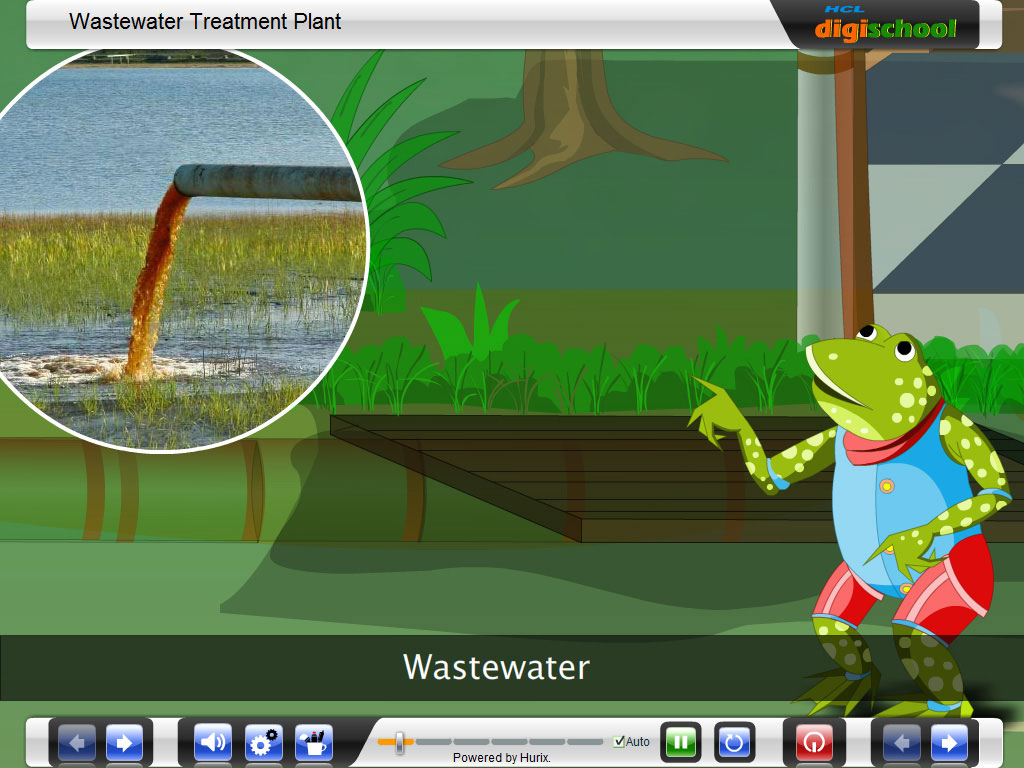 Wastewater Treatment Plant
HCL
digischool
Wastewater
Auto
Powered by Hurix.